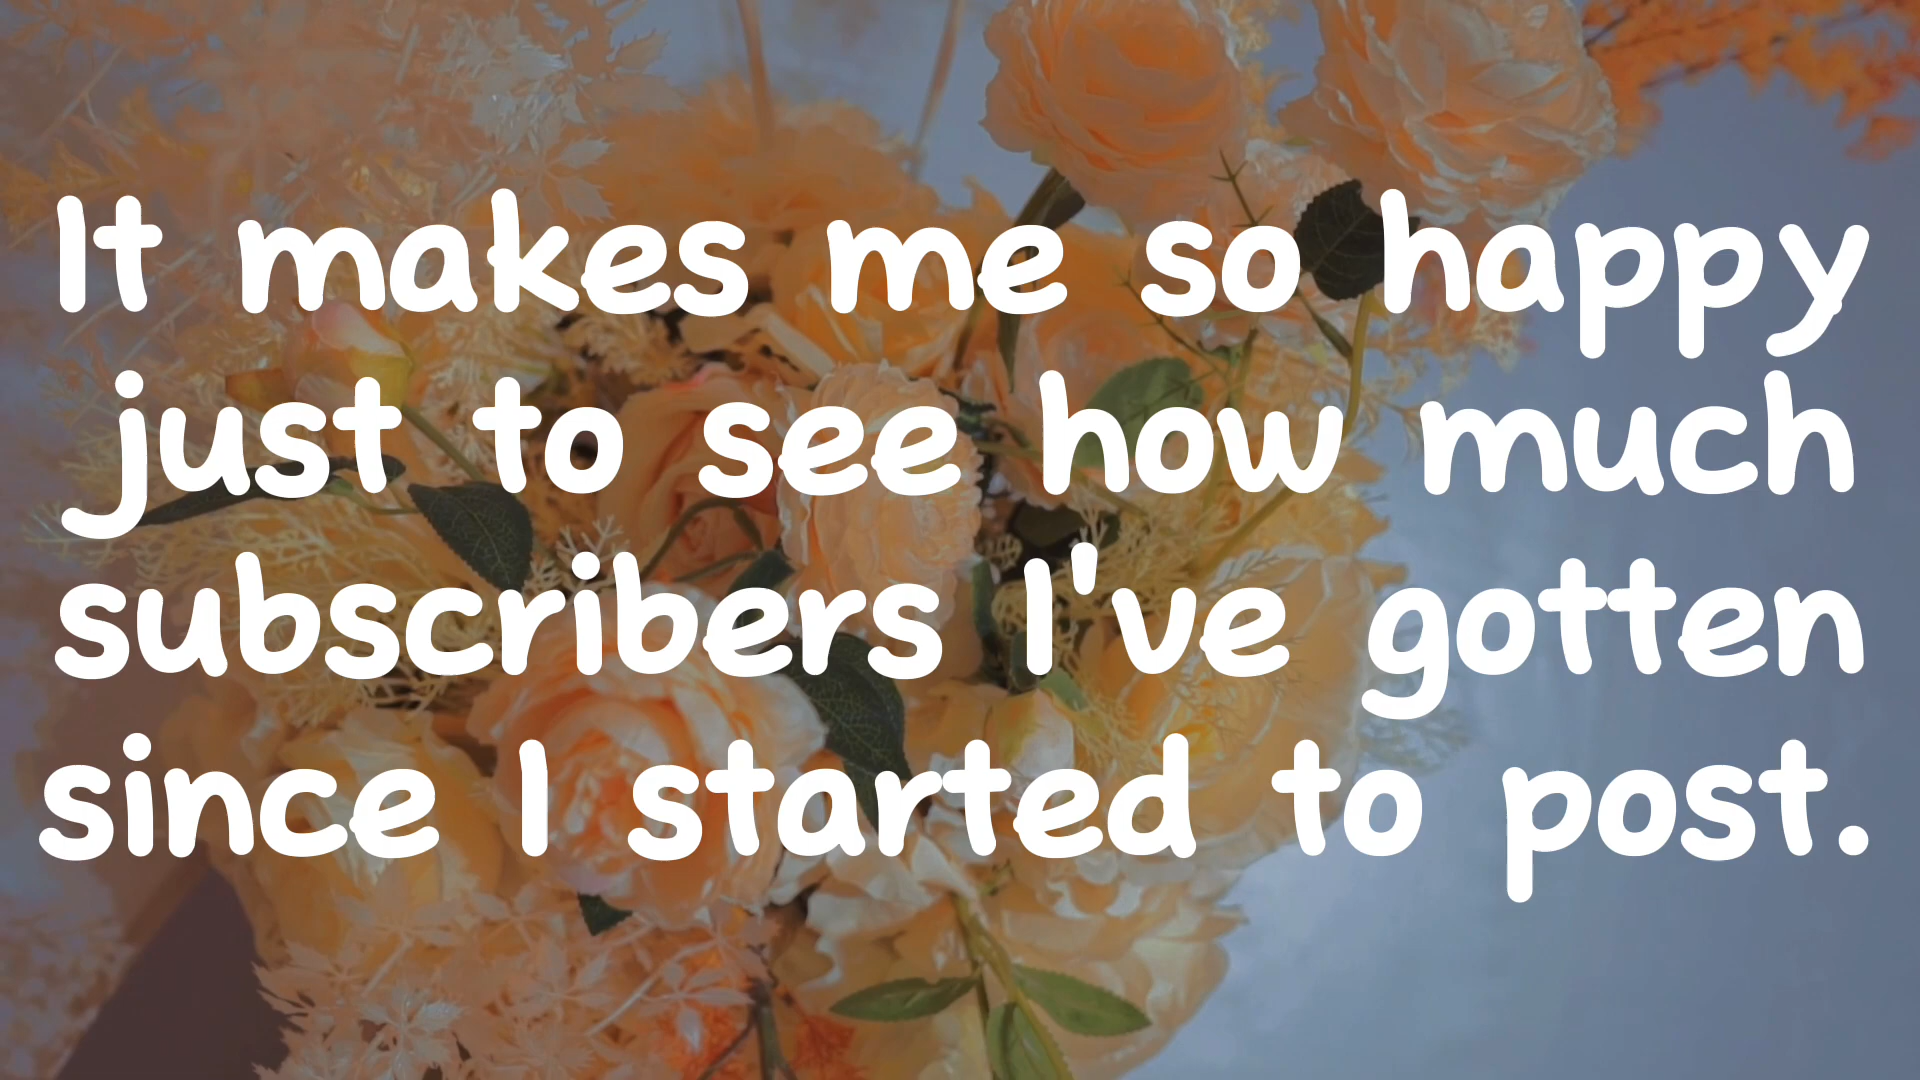 It makes me so happy
just to see how much
subscribers I've gotten
since I started to post.